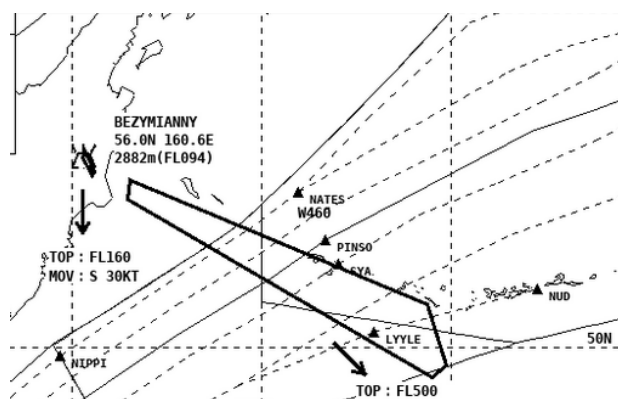 BEZYMIANNY
56.0N 160.6E
2882m(FL094)
NATES
W460
PINSO
SYA
TOP : FL160
MOV : S 30KT
NUD
LYYLE
50N
NIPPI
TOP : FL500